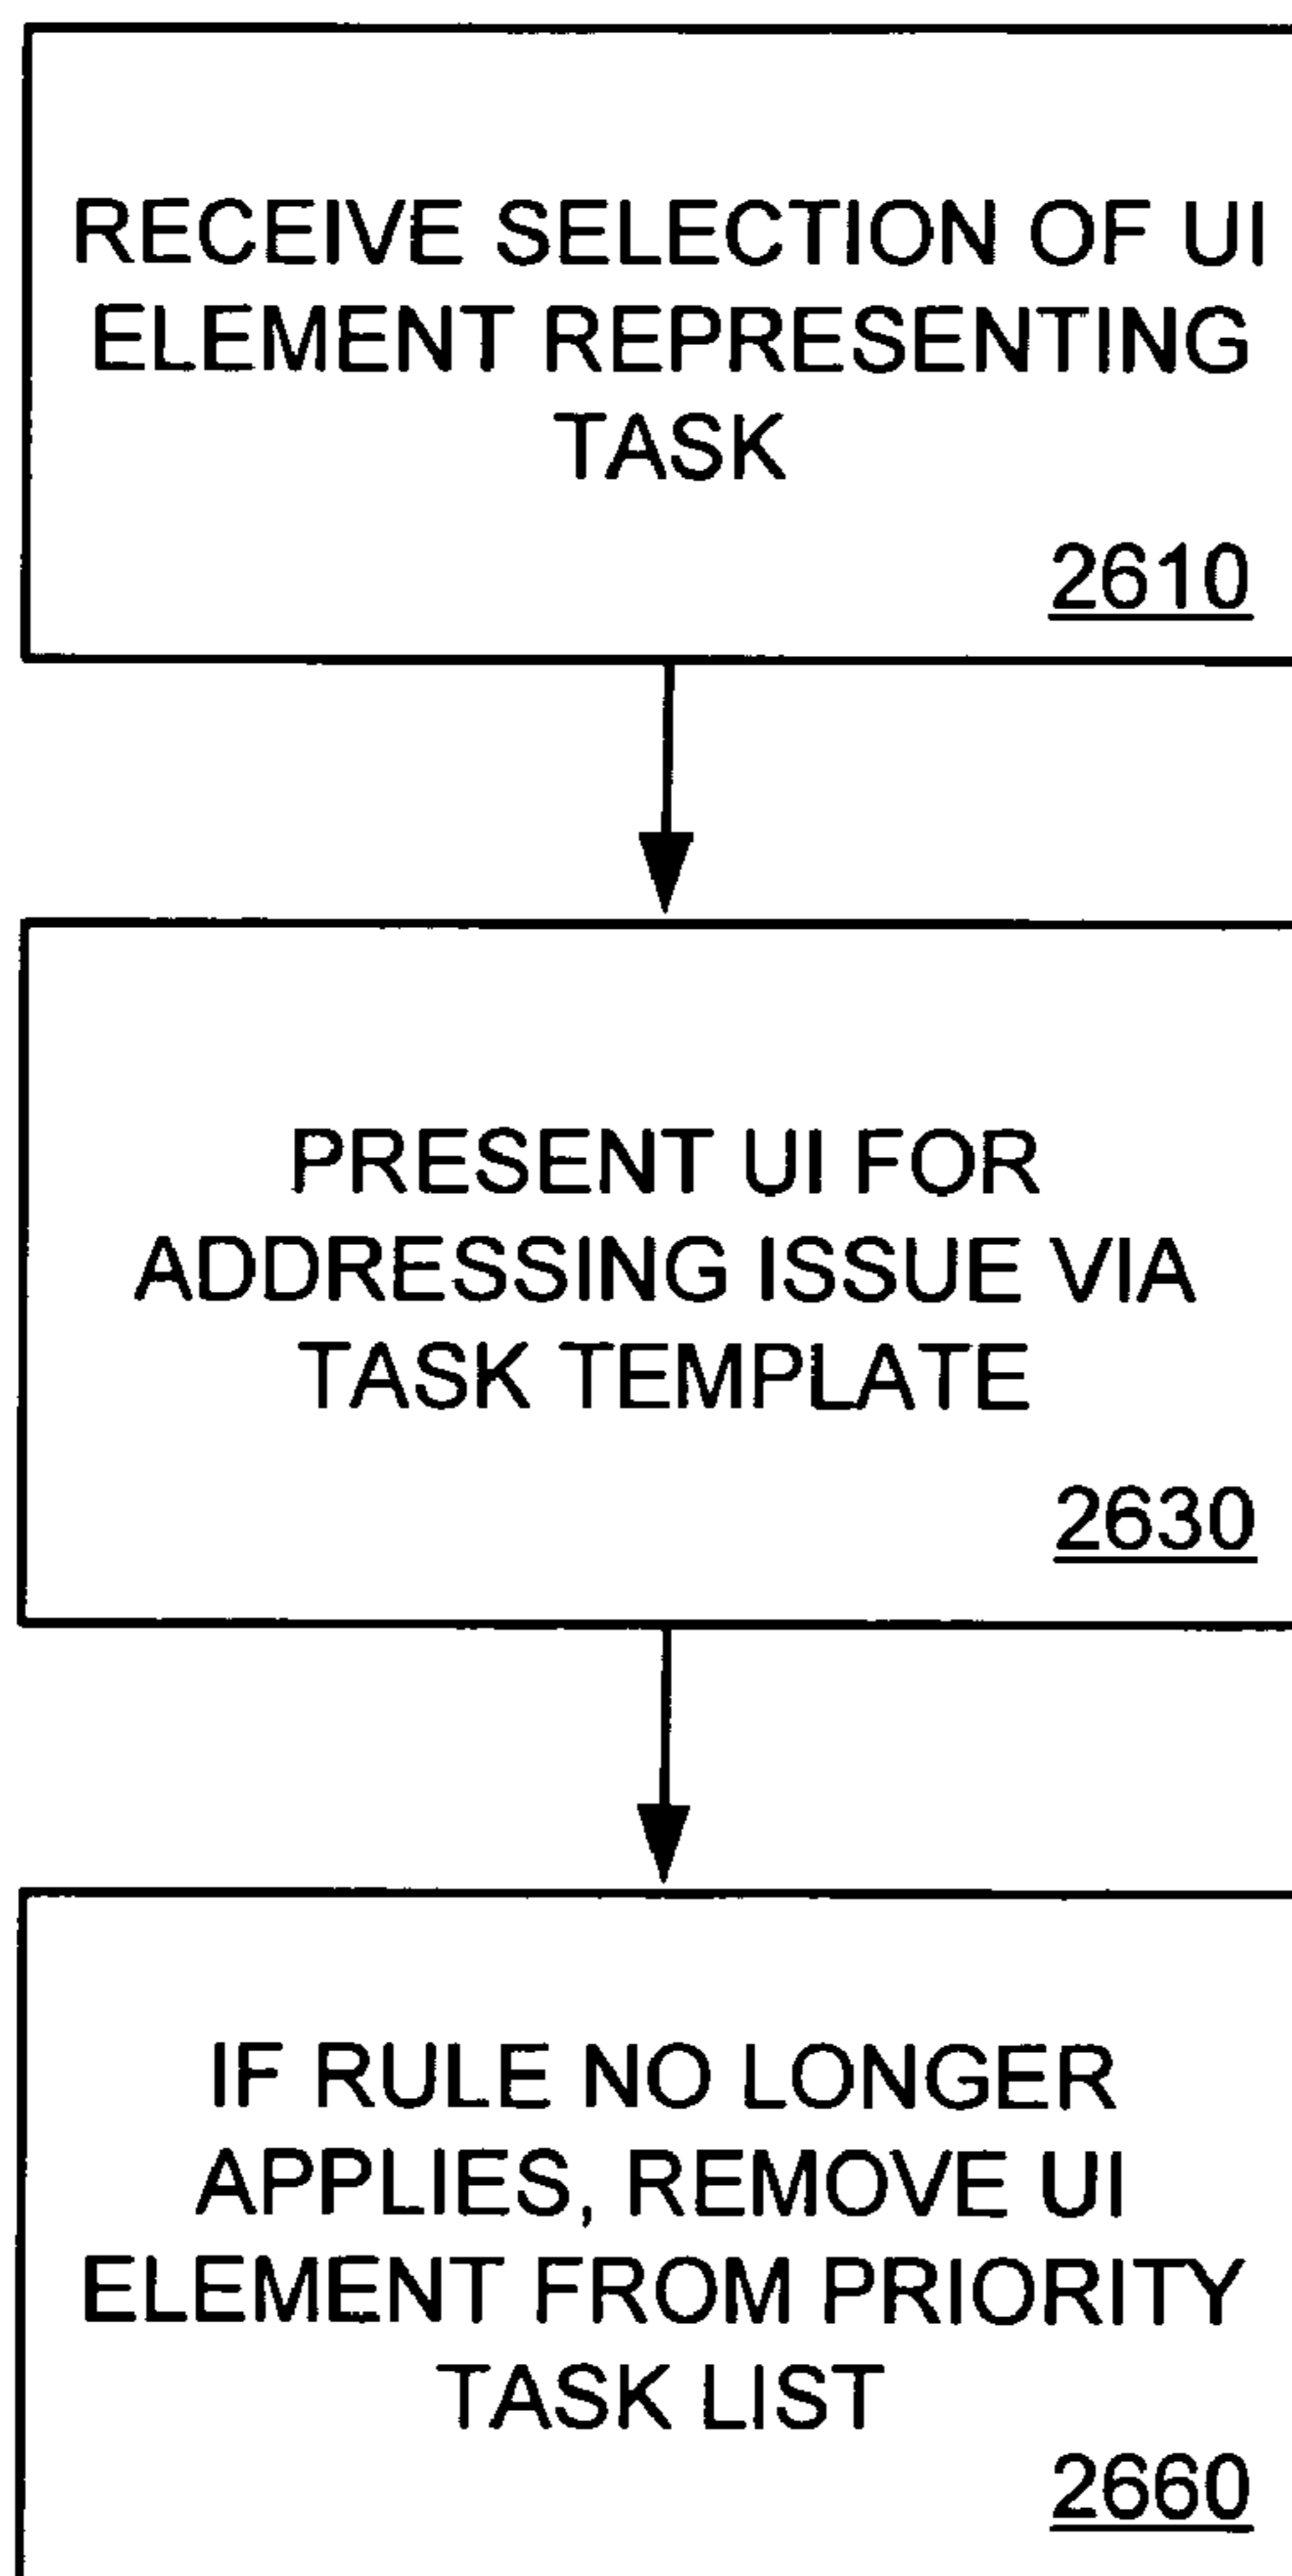 RECEIVE SELECTION OF UI
ELEMENT REPRESENTING
TASK
2610
PRESENT UI FOR
ADDRESSING ISSUE VIA
TASK TEMPLATE
2630
IF RULE NO LONGER
APPLIES, REMOVE UI
ELEMENT FROM PRIORITY
TASK LIST
2660